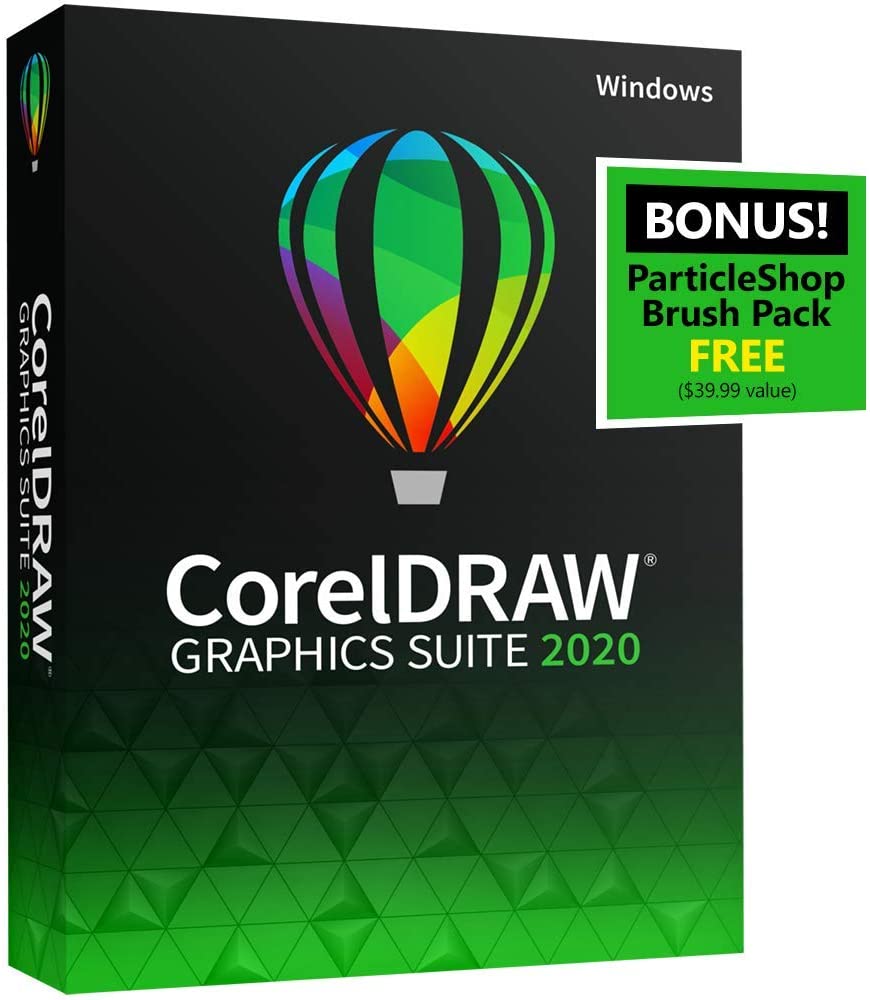 Windows
BONUS!
ParticleShop
Brush Pack
FREE
($39.99 value)
CorelDRAW®
GRAPHICS SUITE 2020
CorelDRAW®
GRAPHICS SUITE 2020